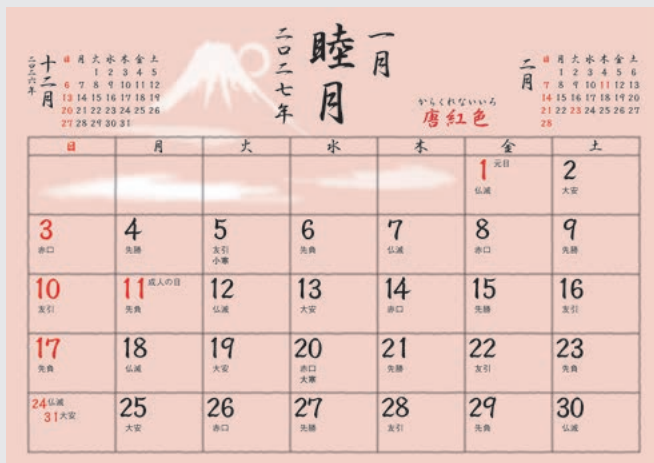 一月
睦月
二〇二七年
二〇二六年
十二月
日 月 火 水 木 金 土
1 2 3 4 5
6 7 8 9 10 11 12
13 14 15 16 17 18 19
20 21 22 23 24 25 26
27 28 29 30 31
二月
日 月 火 水 木 金 土
1 2 3 4 5 6
7 8 9 10 11 12 13
14 15 16 17 18 19 20
21 22 23 24 25 26 27
28
からくれないいろ
唐紅色
日 月 火 水 木 金 土
1 元日 2
仏滅 大安
3 4 5 6 7 8 9
赤口 先勝 友引 先負 仏滅 赤口 先勝
小寒
10 11 成人の日 12 13 14 15 16
友引 先負 仏滅 大安 赤口 先勝 友引
17 18 19 20 21 22 23
先負 仏滅 大安 赤口 先勝 友引 先負
大寒
24 仏滅 25 26 27 28 29 30
31 大安 大安 赤口 先勝 友引 先負 仏滅